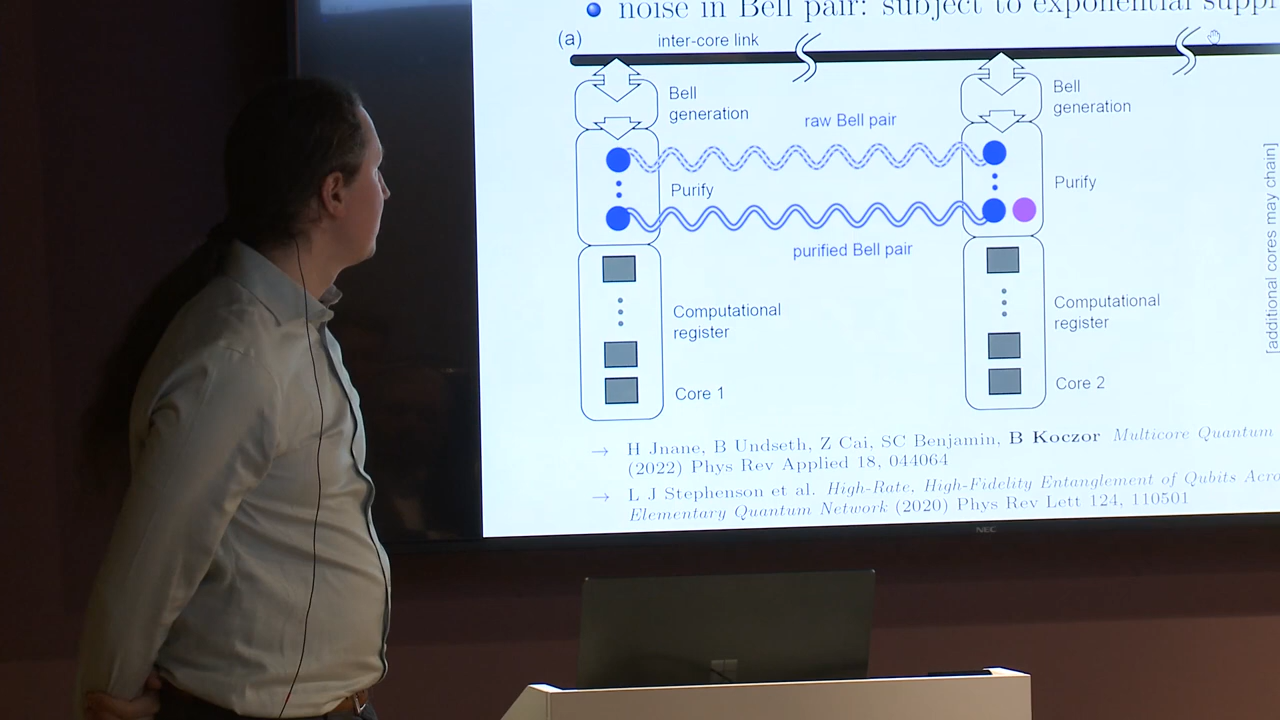 noise in Bell pair: subject to exponential
(a)
inter-core link
Bell
generation
Bell
generation
raw Bell pair
Purify
Purify
purified Bell pair
Computational
register
Computational
register
Core 1
Core 2
[additional cores may chain]
→ H Jnane, B Undseth, Z Cai, SC Benjamin, B Koczor Multicore Quantum
(2022) Phys Rev Applied 18, 044064
→ L J Stephenson et al. High-Rate, High-Fidelity Entanglement of Qubits
Elementary Quantum Network (2020) Phys Rev Lett 124, 110501
NEC